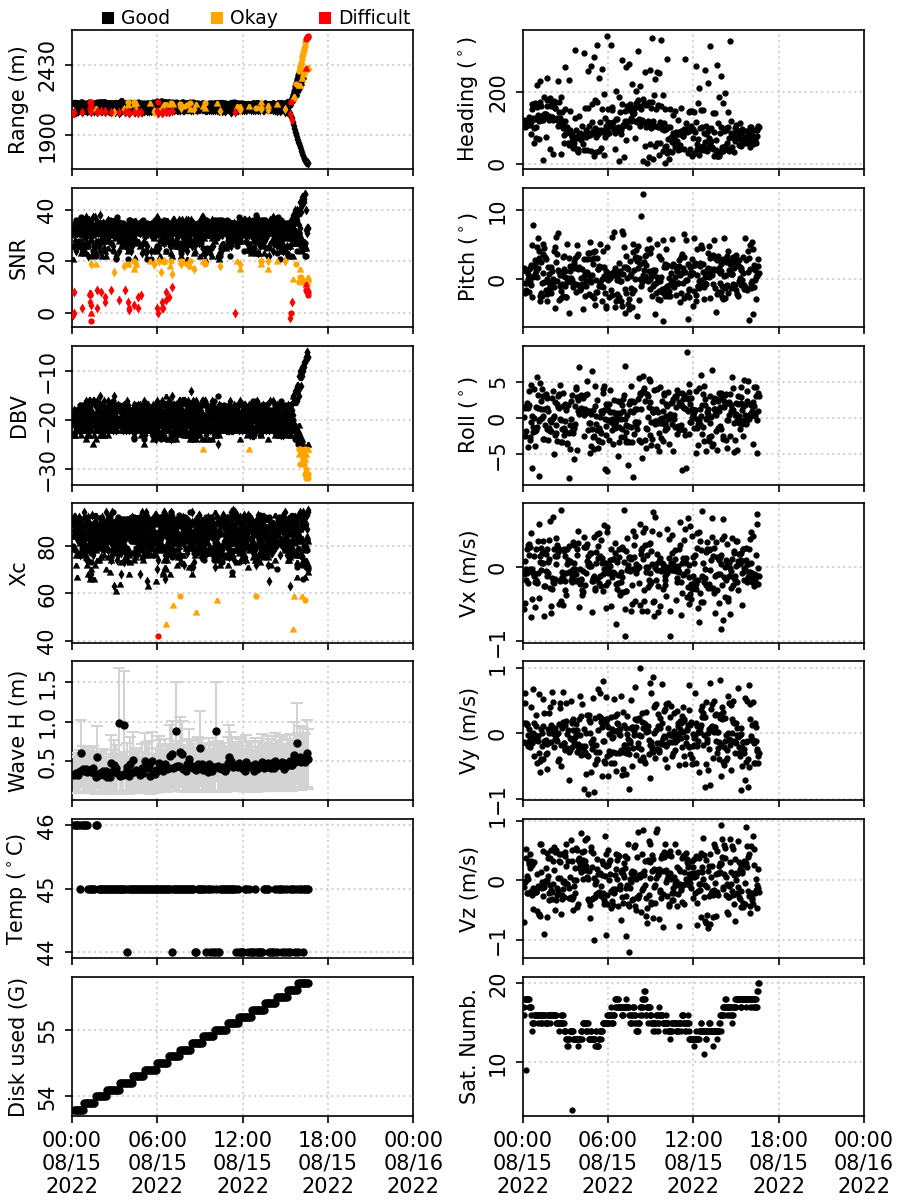 Good Okay Difficult
Range (m)
2430
1900
Heading (°)
200
0
SNR
40
20
0
Pitch (°)
10
0
DBV
−10
−20
−30
Roll (°)
5
0
−5
Xc
80
60
40
Vx (m/s)
0
−1
Wave H (m)
1.5
1.0
0.5
Vy (m/s)
1
0
−1
Temp (°C)
46
45
44
Vz (m/s)
1
0
−1
Disk used (G)
55
54
Sat. Numb.
20
10
00:00 06:00 12:00 18:00 00:00
08/15 08/15 08/15 08/15 08/16
2022 2022 2022 2022 2022
00:00 06:00 12:00 18:00 00:00
08/15 08/15 08/15 08/15 08/16
2022 2022 2022 2022 2022